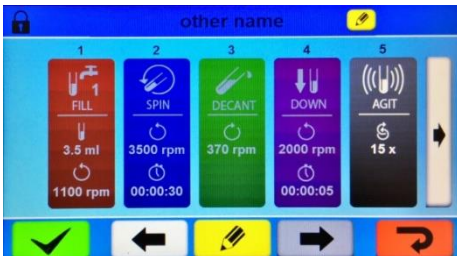 other name
1 2 3 4 5
1
FILL SPIN DECANT DOWN AGIT
3.5 ml 3500 rpm 370 rpm 2000 rpm 15 x
1100 rpm 00:00:30 00:00:05